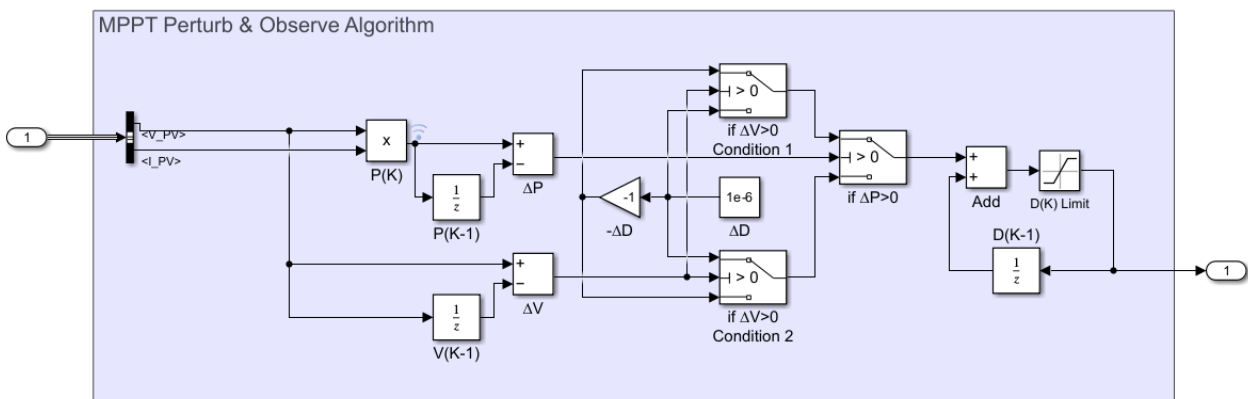 MPPT Perturb & Observe Algorithm
1
<V_PV>
<I_PV>
x
P(K)
1
z
P(K-1)
+
−
ΔP
> 0
if ΔV>0
Condition 1
> 0
if ΔP>0
-1
-ΔD
1e-6
ΔD
+
+
Add
D(K) Limit
D(K-1)
1
z
1
+
−
ΔV
1
z
V(K-1)
> 0
if ΔV>0
Condition 2